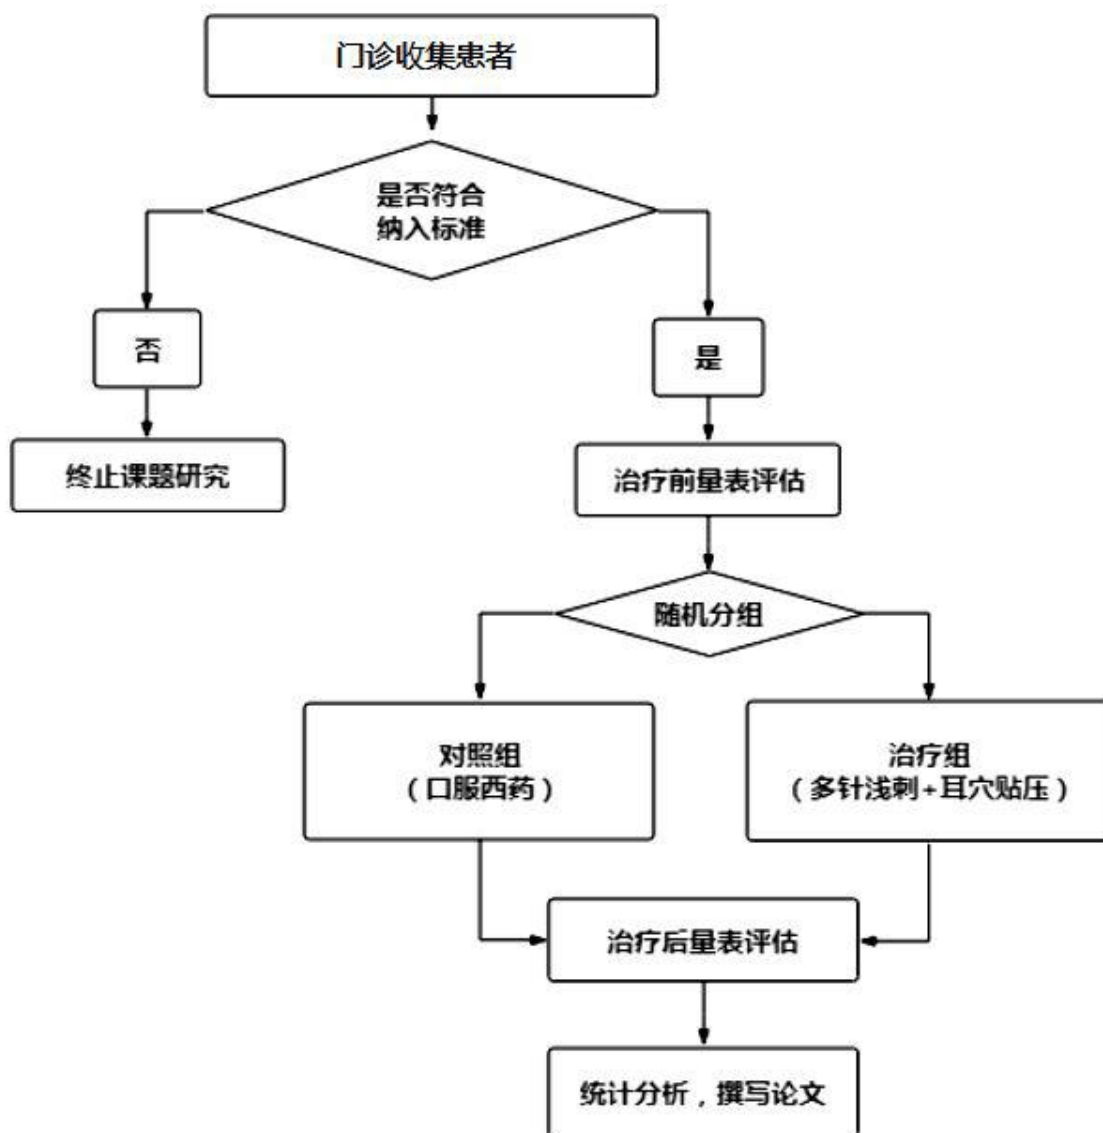 门诊收集患者
是否符合
纳入标准
否
是
终止课题研究
治疗前量表评估
随机分组
对照组
（口服西药）
治疗组
（多针浅刺+耳穴贴压）
治疗后量表评估
统计分析，撰写论文